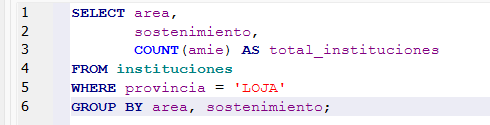 1 SELECT area,
2 sostenimiento,
3 COUNT(amie) AS total_instituciones
4 FROM instituciones
5 WHERE provincia = 'LOJA'
6 GROUP BY area, sostenimiento;